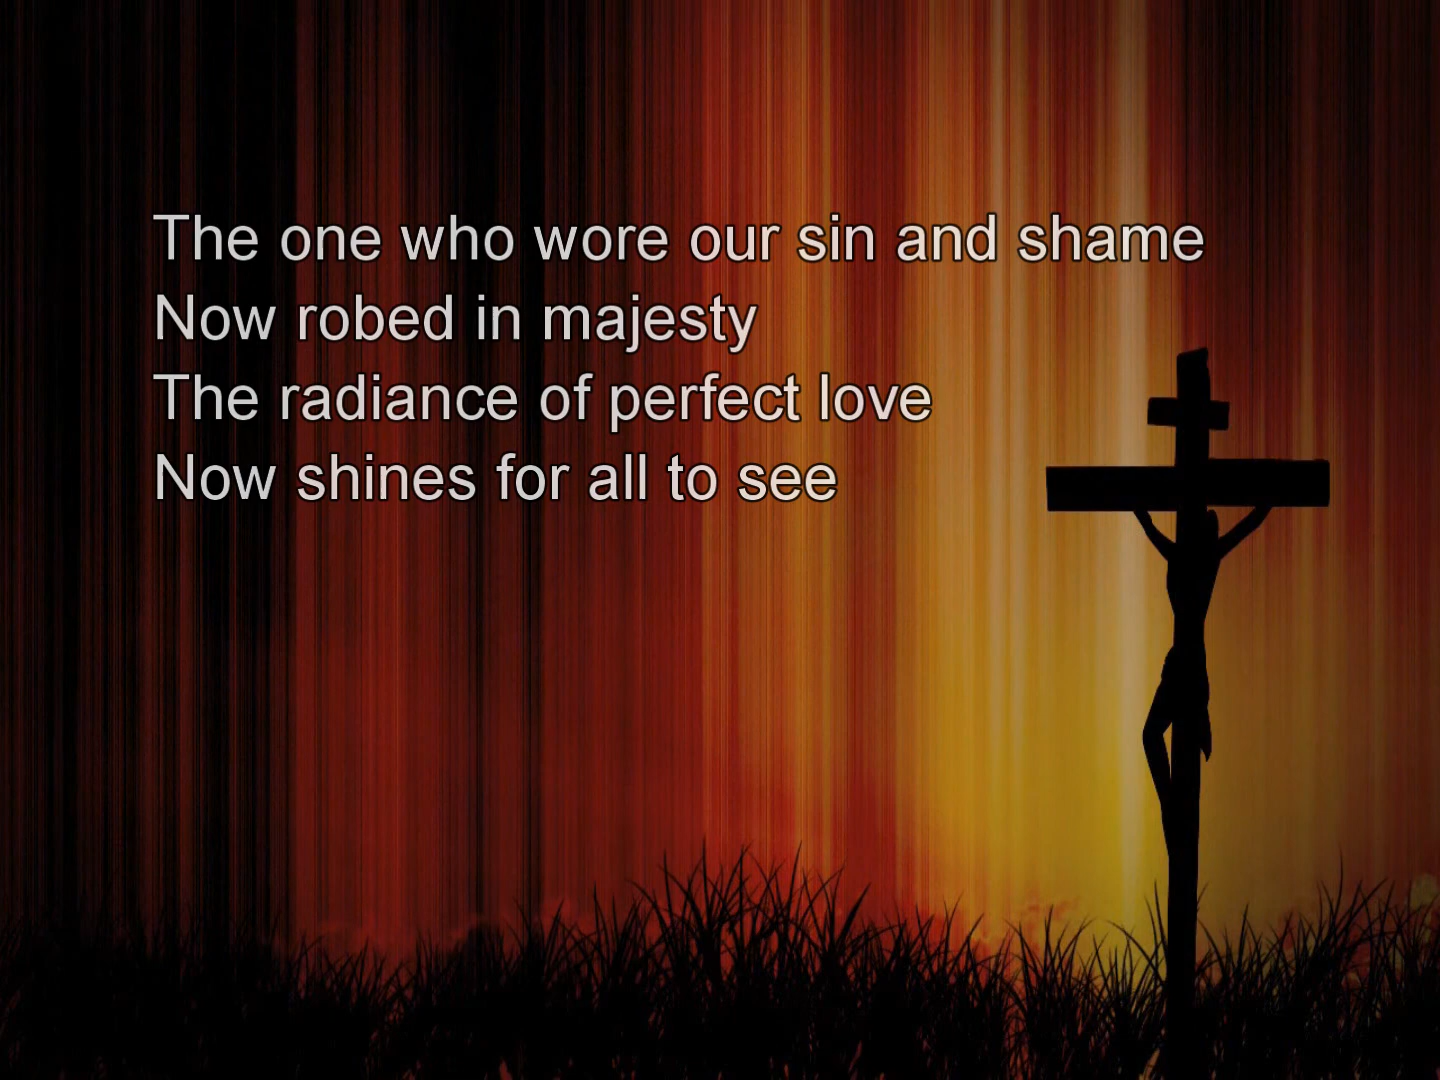 The one who wore our sin and shame
Now robed in majesty
The radiance of perfect love
Now shines for all to see